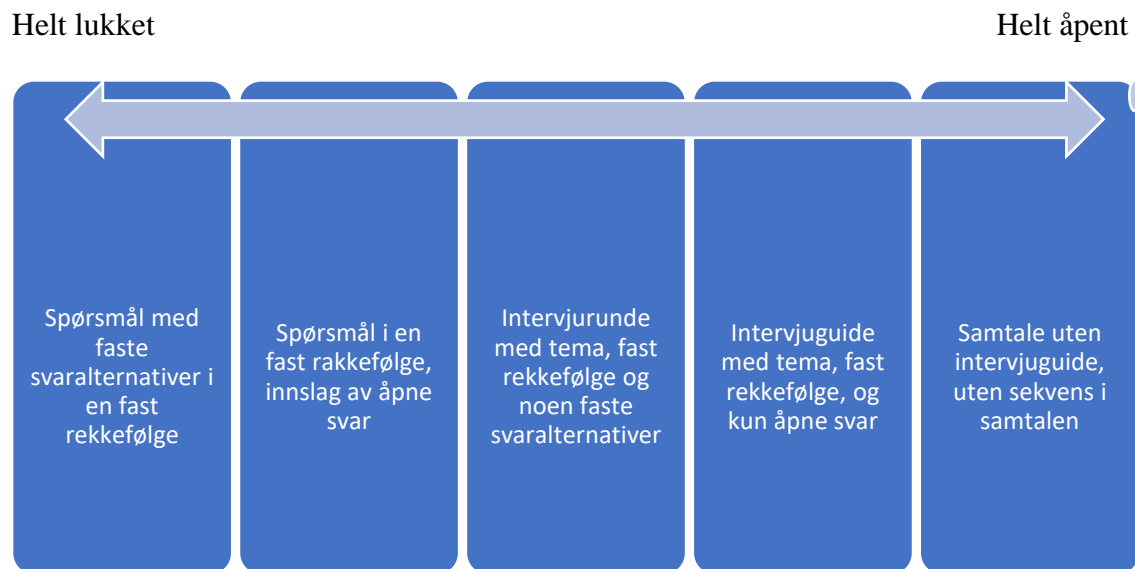 Helt lukket
Helt åpent
Spørsmål med
faste
svaralternativer i
en fast
rekkefølge
Spørsmål i en
fast rakkefølge,
innslag av åpne
svar
Intervjurunde
med tema, fast
rekkefølge og
noen faste
svaralternativer
Intervjuguide
med tema, fast
rekkefølge, og
kun åpne svar
Samtale uten
intervjuguide,
uten sekvens i
samtalen